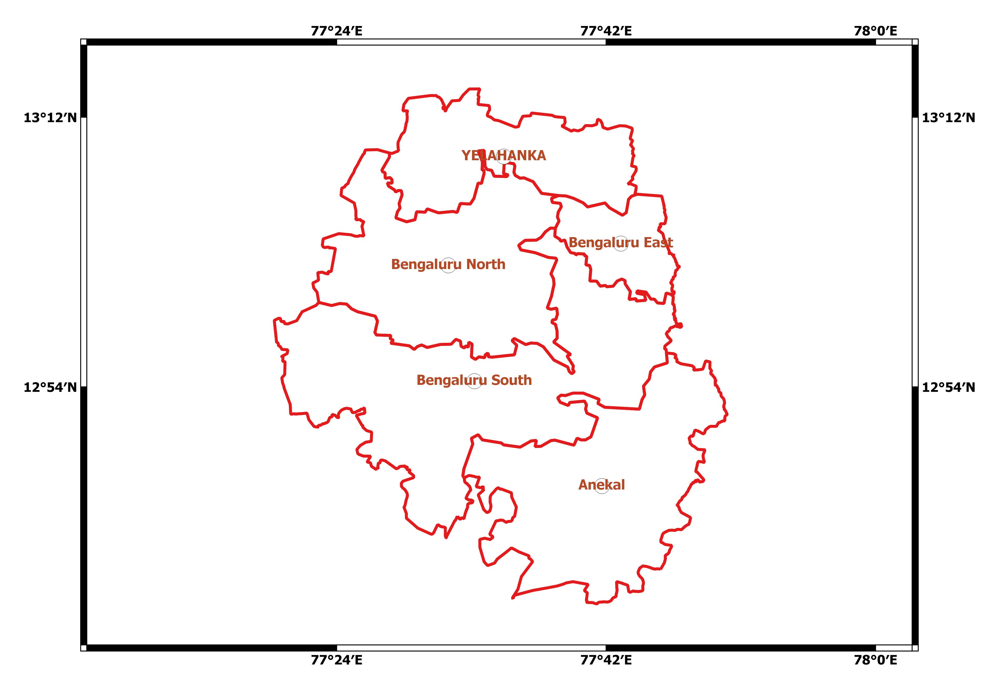 77°24′E
77°42′E
78°0′E
13°12′N
13°12′N
YELAHANKA
Bengaluru East
Bengaluru North
Bengaluru South
12°54′N
12°54′N
Anekal
77°24′E
77°42′E
78°0′E